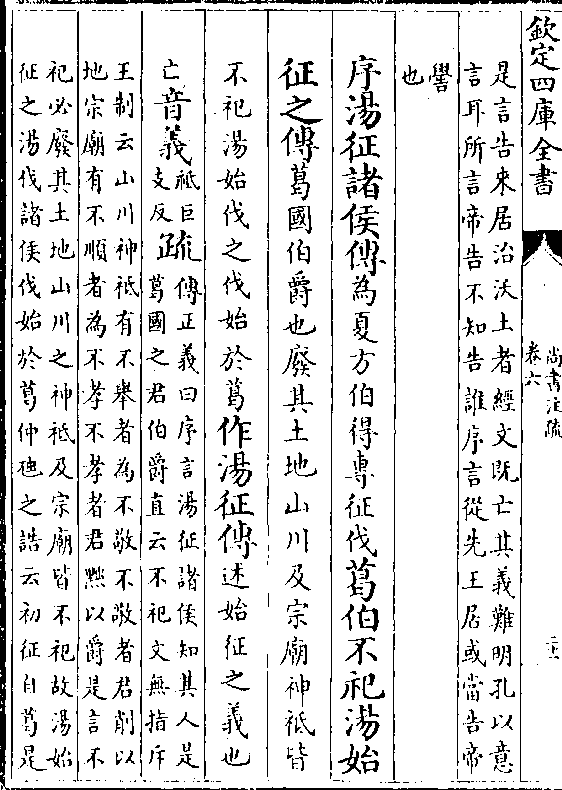 欽定四庫全書
尚書注疏
卷六
是言告來居治沃土者經文既亡其義難明孔以意
言耳所言帝告不知告誰序言從先王居或當告帝
嚳
也
序湯征諸侯傳為夏方伯得專征伐葛伯不祀湯始
征之傳葛國伯爵也廢其土地山川及宗廟神祗皆
不祀湯始伐之伐始於葛作湯征傳述始征之義也
亡音義祗巨
支反疏傳正義曰序言湯征諸侯知其人是
葛國之君伯爵直云不祀文無指斥
王制云山川神祗有不舉者為不敬不敬者君削以
地宗廟有不順者為不孝不孝者君黜以爵是言不
祀必廢其土地山川之神祗及宗廟皆不祀故湯始
征之湯伐諸侯伐始於葛仲虺之誥云初征自葛是